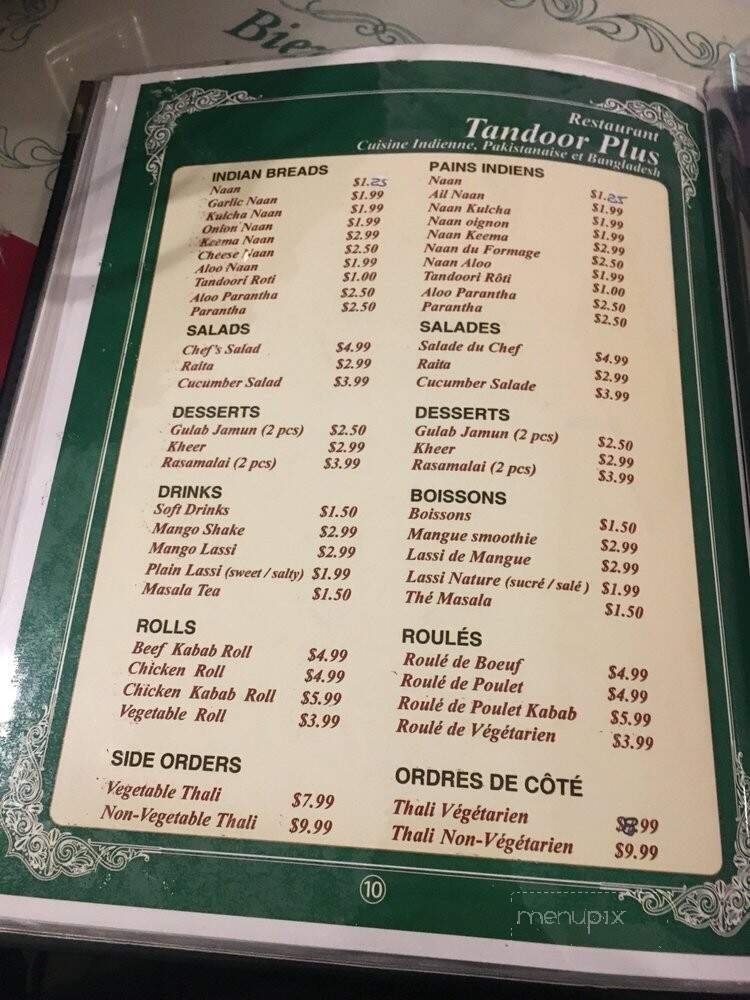 Bien
Restaurant
Tandoor Plus
Cuisine Indienne, Pakistanaise et Bangladesh
INDIAN BREADS
Naan $1.25
Garlic Naan $1.99
Kulcha Naan $1.99
Onion Naan $1.99
Keema Naan $2.99
Cheese Naan $2.50
Aloo Naan $1.99
Tandoori Roti $1.00
Aloo Parantha $2.50
Parantha $2.50
SALADS
Chef's Salad $4.99
Raita $2.99
Cucumber Salad $3.99
DESSERTS
Gulab Jamun (2 pcs) $2.50
Kheer $2.99
Rasamalai (2 pcs) $3.99
DRINKS
Soft Drinks $1.50
Mango Shake $2.99
Mango Lassi $2.99
Plain Lassi (sweet / salty) $1.99
Masala Tea $1.50
ROLLS
Beef Kabab Roll $4.99
Chicken Roll $4.99
Chicken Kabab Roll $5.99
Vegetable Roll $3.99
SIDE ORDERS
Vegetable Thali $7.99
Non-Vegetable Thali $9.99
PAINS INDIENS
Naan $1.25
Ail Naan $1.99
Naan Kulcha $1.99
Naan oignon $1.99
Naan Keema $2.99
Naan du Formage $2.50
Naan Aloo $1.99
Tandoori Rôti $1.00
Aloo Parantha $2.50
Parantha $2.50
SALADES
Salade du Chef $4.99
Raita $2.99
Cucumber Salade $3.99
DESSERTS
Gulab Jamun (2 pcs) $2.50
Kheer $2.99
Rasamalai (2 pcs) $3.99
BOISSONS
Boissons $1.50
Mangue smoothie $2.99
Lassi de Mangue $2.99
Lassi Nature (sucré / salé) $1.99
Thé Masala $1.50
ROULÉS
Roulé de Boeuf $4.99
Roulé de Poulet $4.99
Roulé de Poulet Kabab $5.99
Roulé de Végétarien $3.99
ORDRES DE CÔTÉ
Thali Végétarien
Thali Non-Végétarien $9.99
10
menupix